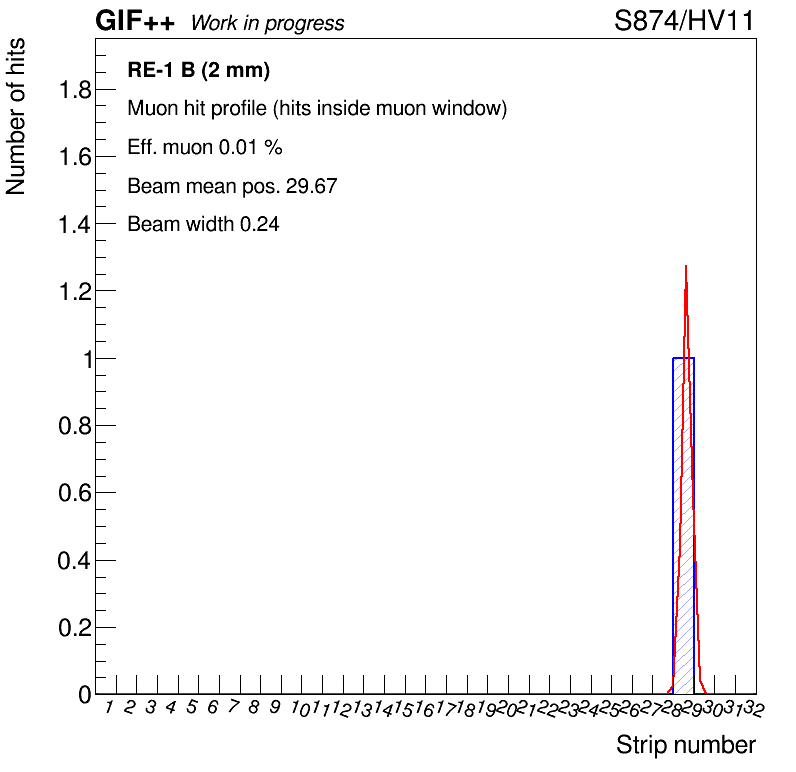 GIF++ Work in progress S874/HV11
Number of hits
RE-1 B (2 mm)
Muon hit profile (hits inside muon window)
Eff. muon 0.01 %
Beam mean pos. 29.67
Beam width 0.24
1.8
1.6
1.4
1.2
1
0.8
0.6
0.4
0.2
0
1 2 3 4 5 6 7 8 9 10 11 12 13 14 15 16 17 18 19 20 21 22 23 24 25 26 27 28 29 30 31 32
Strip number